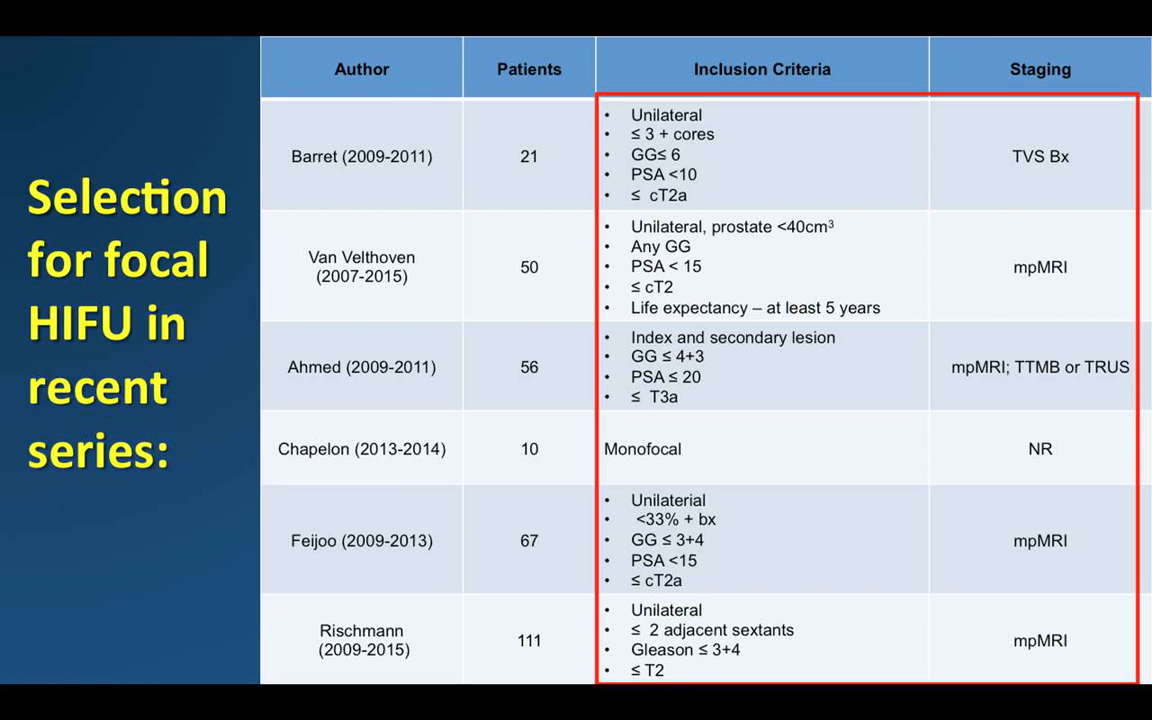 Selection
for focal
HIFU in
recent
series:
Author Patients Inclusion Criteria Staging
Barret (2009-2011) 21 TVS Bx
• Unilateral
• ≤ 3 + cores
• GG≤ 6
• PSA <10
• ≤ cT2a
Van Velthoven
(2007-2015)
50 mpMRI
• Unilateral, prostate <40cm³
• Any GG
• PSA < 15
• ≤ cT2
• Life expectancy – at least 5 years
Ahmed (2009-2011) 56 mpMRI; TTMB or TRUS
• Index and secondary lesion
• GG ≤ 4+3
• PSA ≤ 20
• ≤ T3a
Chapelon (2013-2014) 10 Monofocal NR
Feijoo (2009-2013) 67 mpMRI
• Unilaterial
• <33% + bx
• GG ≤ 3+4
• PSA <15
• ≤ cT2a
Rischmann
(2009-2015)
111 mpMRI
• Unilateral
• ≤ 2 adjacent sextants
• Gleason ≤ 3+4
• ≤ T2